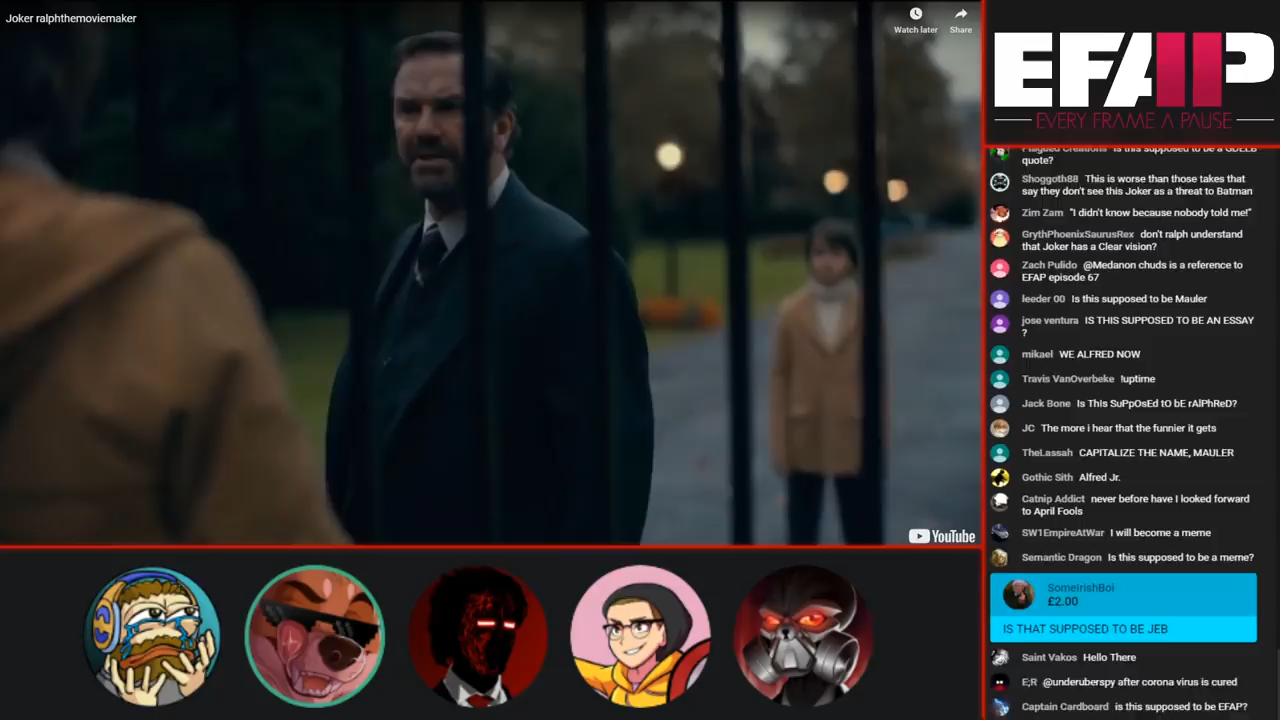 Joker ralphthemoviemaker
Watch later
Share
YouTube
EFAP
EVERY FRAME A PAUSE
Plagued Creations Is this supposed to be a GDELB
quote?
Shoggoth88 This is worse than those takes that
say they don't see this Joker as a threat to Batman
Zim Zam "I didn't know because nobody told me!"
GrythPhoenixSaurusRex don't ralph understand
that Joker has a Clear vision?
Zach Pulido @Medanon chuds is a reference to
EFAP episode 67
leeder 00 Is this supposed to be Mauler
jose ventura IS THIS SUPPOSED TO BE AN ESSAY
?
mikael WE ALFRED NOW
Travis VanOverbeke !uptime
Jack Bone Is ThIs SuPpOsEd tO bE rAlPhReD?
JC The more i hear that the funnier it gets
TheLassah CAPITALIZE THE NAME, MAULER
Gothic Sith Alfred Jr.
Catnip Addict never before have I looked forward
to April Fools
SW1EmpireAtWar I will become a meme
Semantic Dragon Is this supposed to be a meme?
SomeIrishBoi
£2.00
IS THAT SUPPOSED TO BE JEB
Saint Vakos Hello There
E;R @underuberspy after corona virus is cured
Captain Cardboard is this supposed to be EFAP?